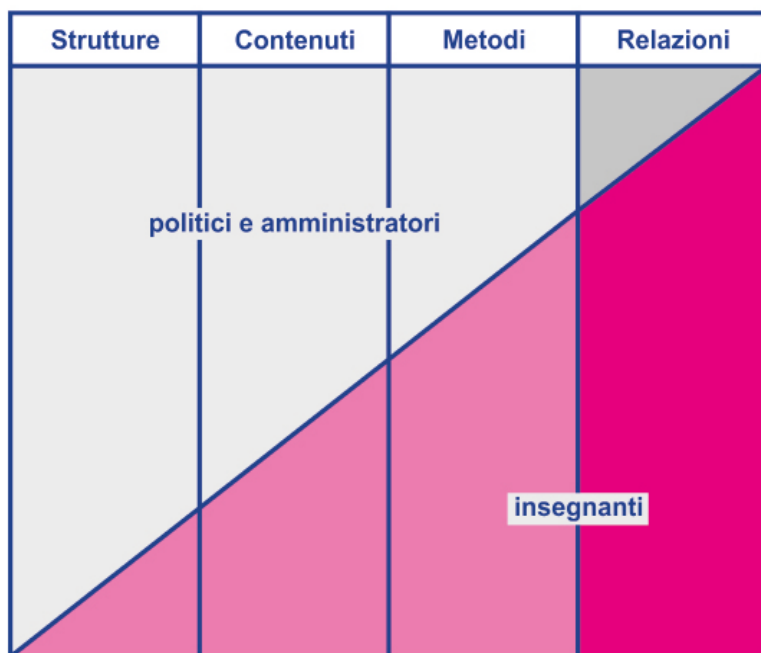 Strutture Contenuti Metodi Relazioni
politici e amministratori
insegnanti